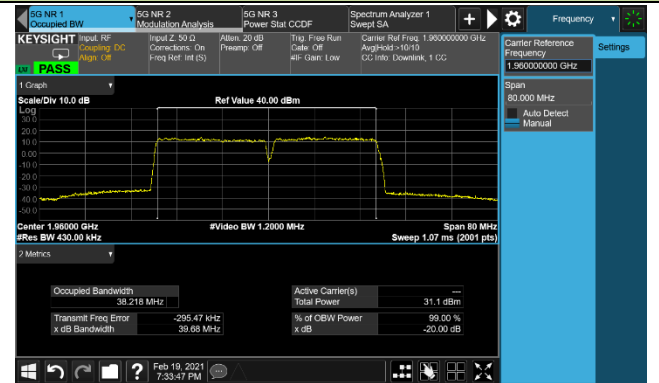 5G NR 1
Occupied BW
5G NR 2
Modulation Analysis
5G NR 3
Power Stat CCDF
Spectrum Analyzer 1
Swept SA
Frequency
KEYSIGHT
Input: RF
Coupling: DC
Align: Off
Input Z: 50 Ω
Corrections: On
Freq Ref: Int (S)
Atten: 20 dB
Preamp: Off
Trig: Free Run
Gate: Off
#IF Gain: Low
Carrier Ref Freq: 1.960000000 GHz
Avg|Hold:>10/10
CC Info: Downlink, 1 CC
LXI
PASS
Carrier Reference
Frequency
1.960000000 GHz
Settings
Span
80.000 MHz
Auto Detect
Manual
1 Graph
Scale/Div 10.0 dB
Ref Value 40.00 dBm
Log
30.0
20.0
10.0
0.00
-10.0
-20.0
-30.0
-40.0
-50.0
Center 1.96000 GHz
#Res BW 430.00 kHz
#Video BW 1.2000 MHz
Span 80 MHz
Sweep 1.07 ms (2001 pts)
2 Metrics
Occupied Bandwidth
38.218 MHz
Transmit Freq Error -295.47 kHz
x dB Bandwidth 39.68 MHz
Active Carrier(s) ---
Total Power 31.1 dBm
% of OBW Power 99.00 %
x dB -20.00 dB
?
Feb 19, 2021
7:33:47 PM